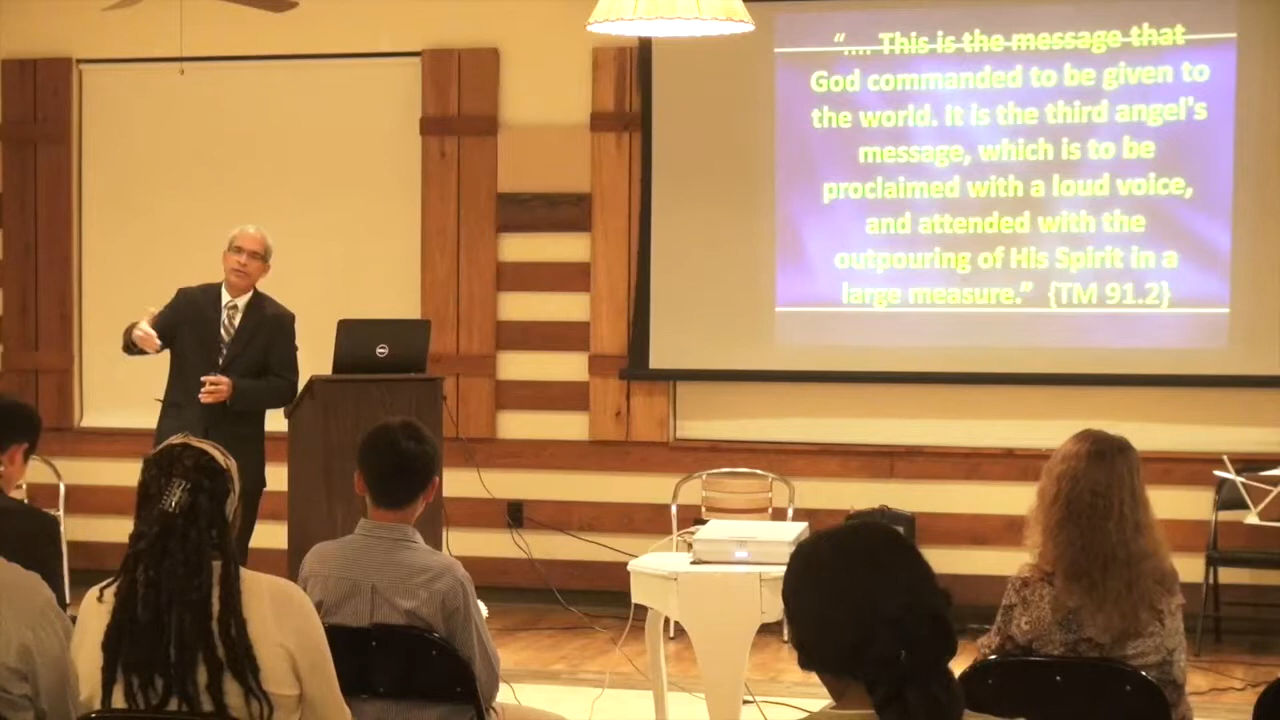 “.... This is the message that
God commanded to be given to
the world. It is the third angel's
message, which is to be
proclaimed with a loud voice,
and attended with the
outpouring of His Spirit in a
large measure.” {TM 91.2}
DELL